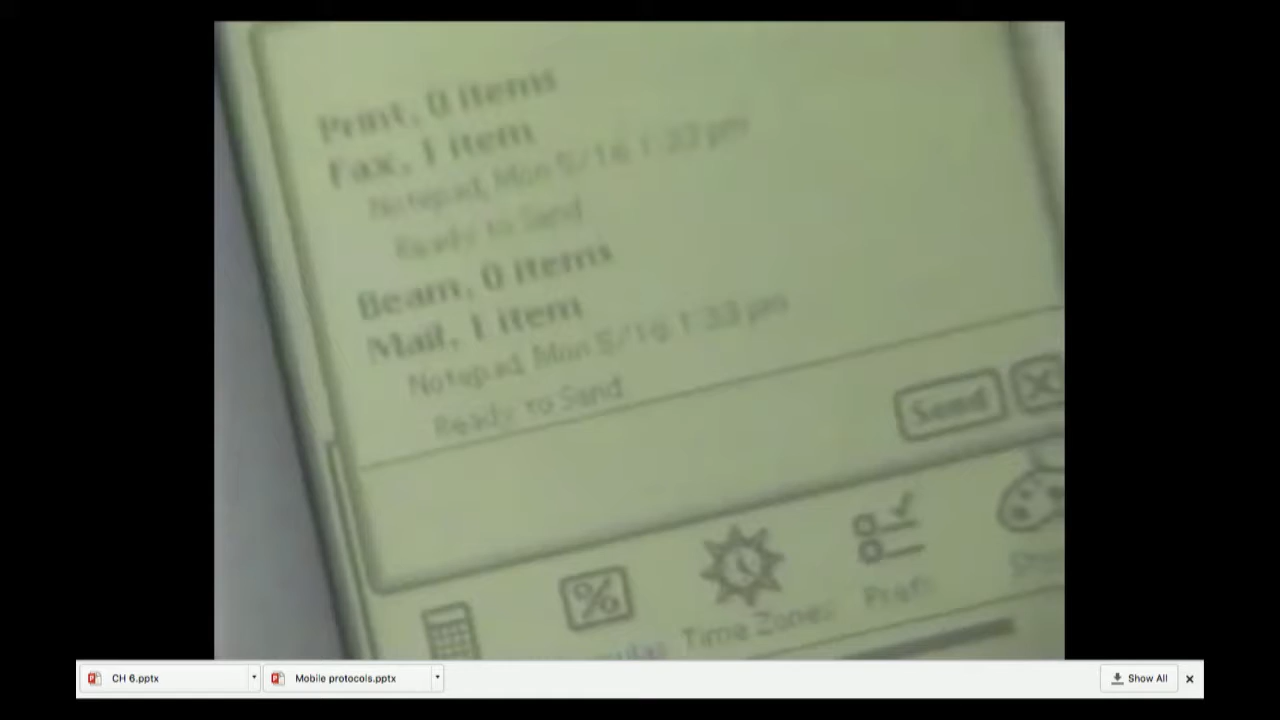 Print, 0 items
Fax, 1 item
Notepad, Mon 5/16 1:33 pm
Ready to Send
Beam, 0 items
Mail, 1 item
Notepad, Mon 5/16 1:33 pm
Ready to Send
Send
%
Time Zones
Prefs
CH 6.pptx
Mobile protocols.pptx
Show All